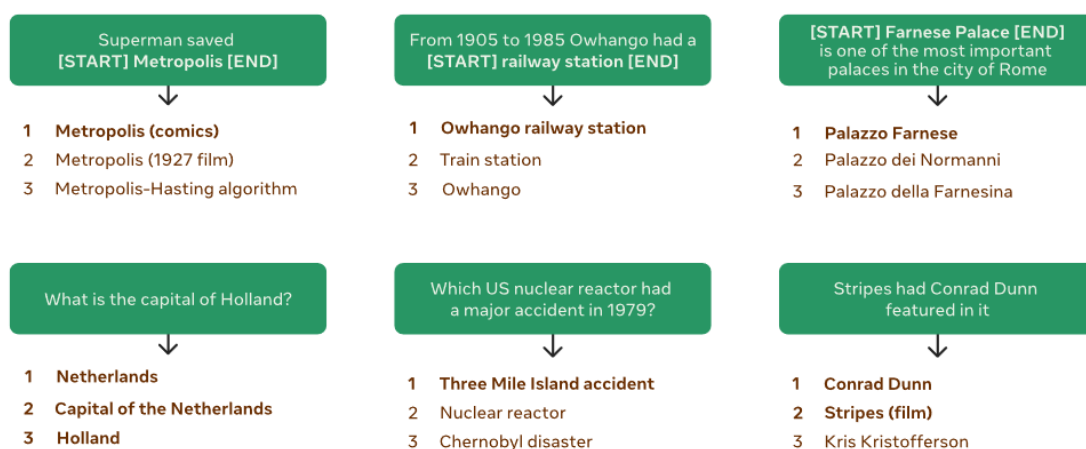 Superman saved
[START] Metropolis [END]
1 Metropolis (comics)
2 Metropolis (1927 film)
3 Metropolis-Hasting algorithm
From 1905 to 1985 Owhango had a
[START] railway station [END]
1 Owhango railway station
2 Train station
3 Owhango
[START] Farnese Palace [END]
is one of the most important
palaces in the city of Rome
1 Palazzo Farnese
2 Palazzo dei Normanni
3 Palazzo della Farnesina
What is the capital of Holland?
1 Netherlands
2 Capital of the Netherlands
3 Holland
Which US nuclear reactor had
a major accident in 1979?
1 Three Mile Island accident
2 Nuclear reactor
3 Chernobyl disaster
Stripes had Conrad Dunn
featured in it
1 Conrad Dunn
2 Stripes (film)
3 Kris Kristofferson